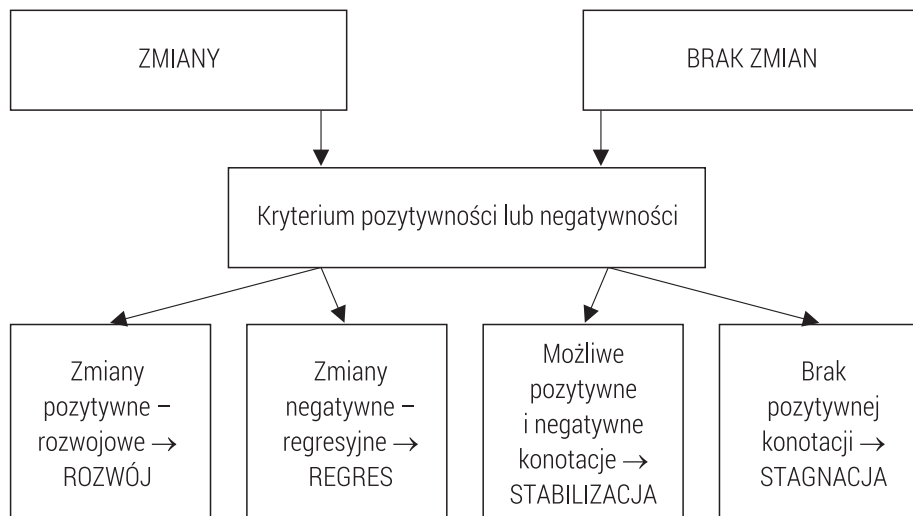 ZMIANY
BRAK ZMIAN
Kryterium pozytywności lub negatywności
Zmiany
pozytywne –
rozwojowe →
ROZWÓJ
Zmiany
negatywne –
regresyjne →
REGRES
Możliwe
pozytywne
i negatywne
konotacje →
STABILIZACJA
Brak
pozytywnej
konotacji →
STAGNACJA